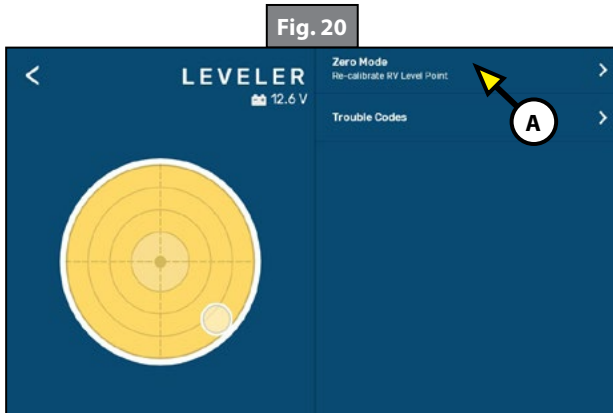 Fig. 20
LEVELER
12.6 V
Zero Mode
Re-calibrate RV Level Point
Trouble Codes
A